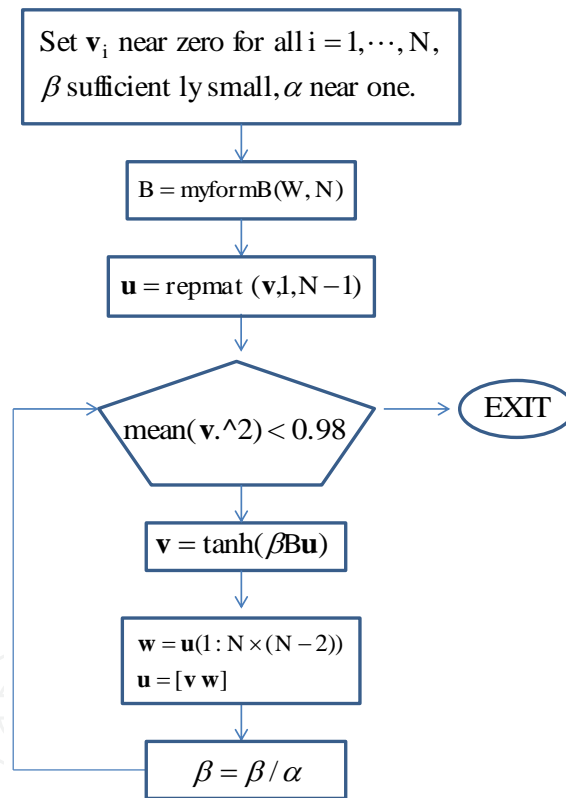 Set v_i near zero for all i = 1,⋯, N,
β sufficient ly small, α near one.
B = myformB(W, N)
u = repmat (v,1, N−1)
mean(v.^2) < 0.98
EXIT
v = tanh(βBu)
w = u(1 : N × (N − 2))
u = [v w]
β = β / α